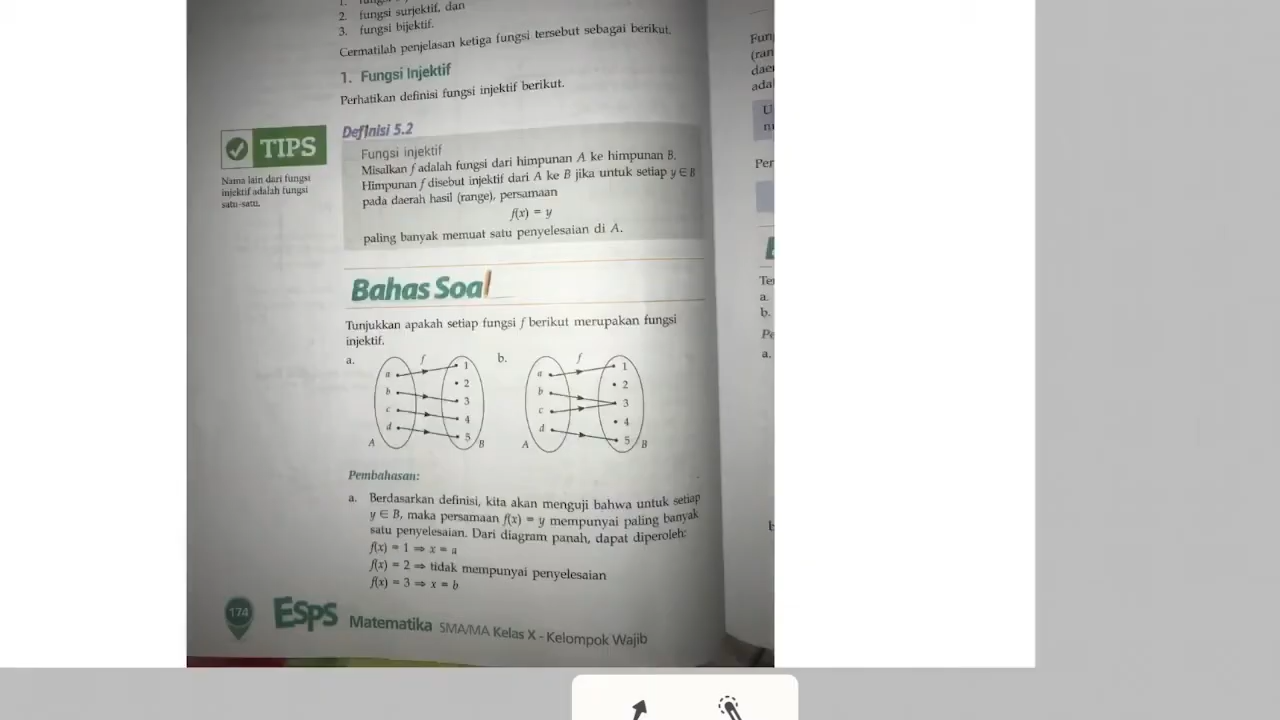 2. fungsi surjektif, dan
3. fungsi bijektif.
Cermatilah penjelasan ketiga fungsi tersebut sebagai berikut.
1. Fungsi Injektif
Perhatikan definisi fungsi injektif berikut.
TIPS
Nama lain dari fungsi
injektif adalah fungsi
satu-satu.
Definisi 5.2
Fungsi injektif
Misalkan f adalah fungsi dari himpunan A ke himpunan B.
Himpunan f disebut injektif dari A ke B jika untuk setiap y ∈ B
pada daerah hasil (range), persamaan
f(x) = y
paling banyak memuat satu penyelesaian di A.
Bahas Soal
Tunjukkan apakah setiap fungsi f berikut merupakan fungsi
injektif.
a.
f
a
b
c
d
A
1
2
3
4
5
B
b.
f
a
b
c
d
A
1
2
3
4
5
B
Pembahasan:
a. Berdasarkan definisi, kita akan menguji bahwa untuk setiap
y ∈ B, maka persamaan f(x) = y mempunyai paling banyak
satu penyelesaian. Dari diagram panah, dapat diperoleh:
f(x) = 1 ⇒ x = a
f(x) = 2 ⇒ tidak mempunyai penyelesaian
f(x) = 3 ⇒ x = b
174
ESPS Matematika SMA/MA Kelas X - Kelompok Wajib
a.
b.
a.